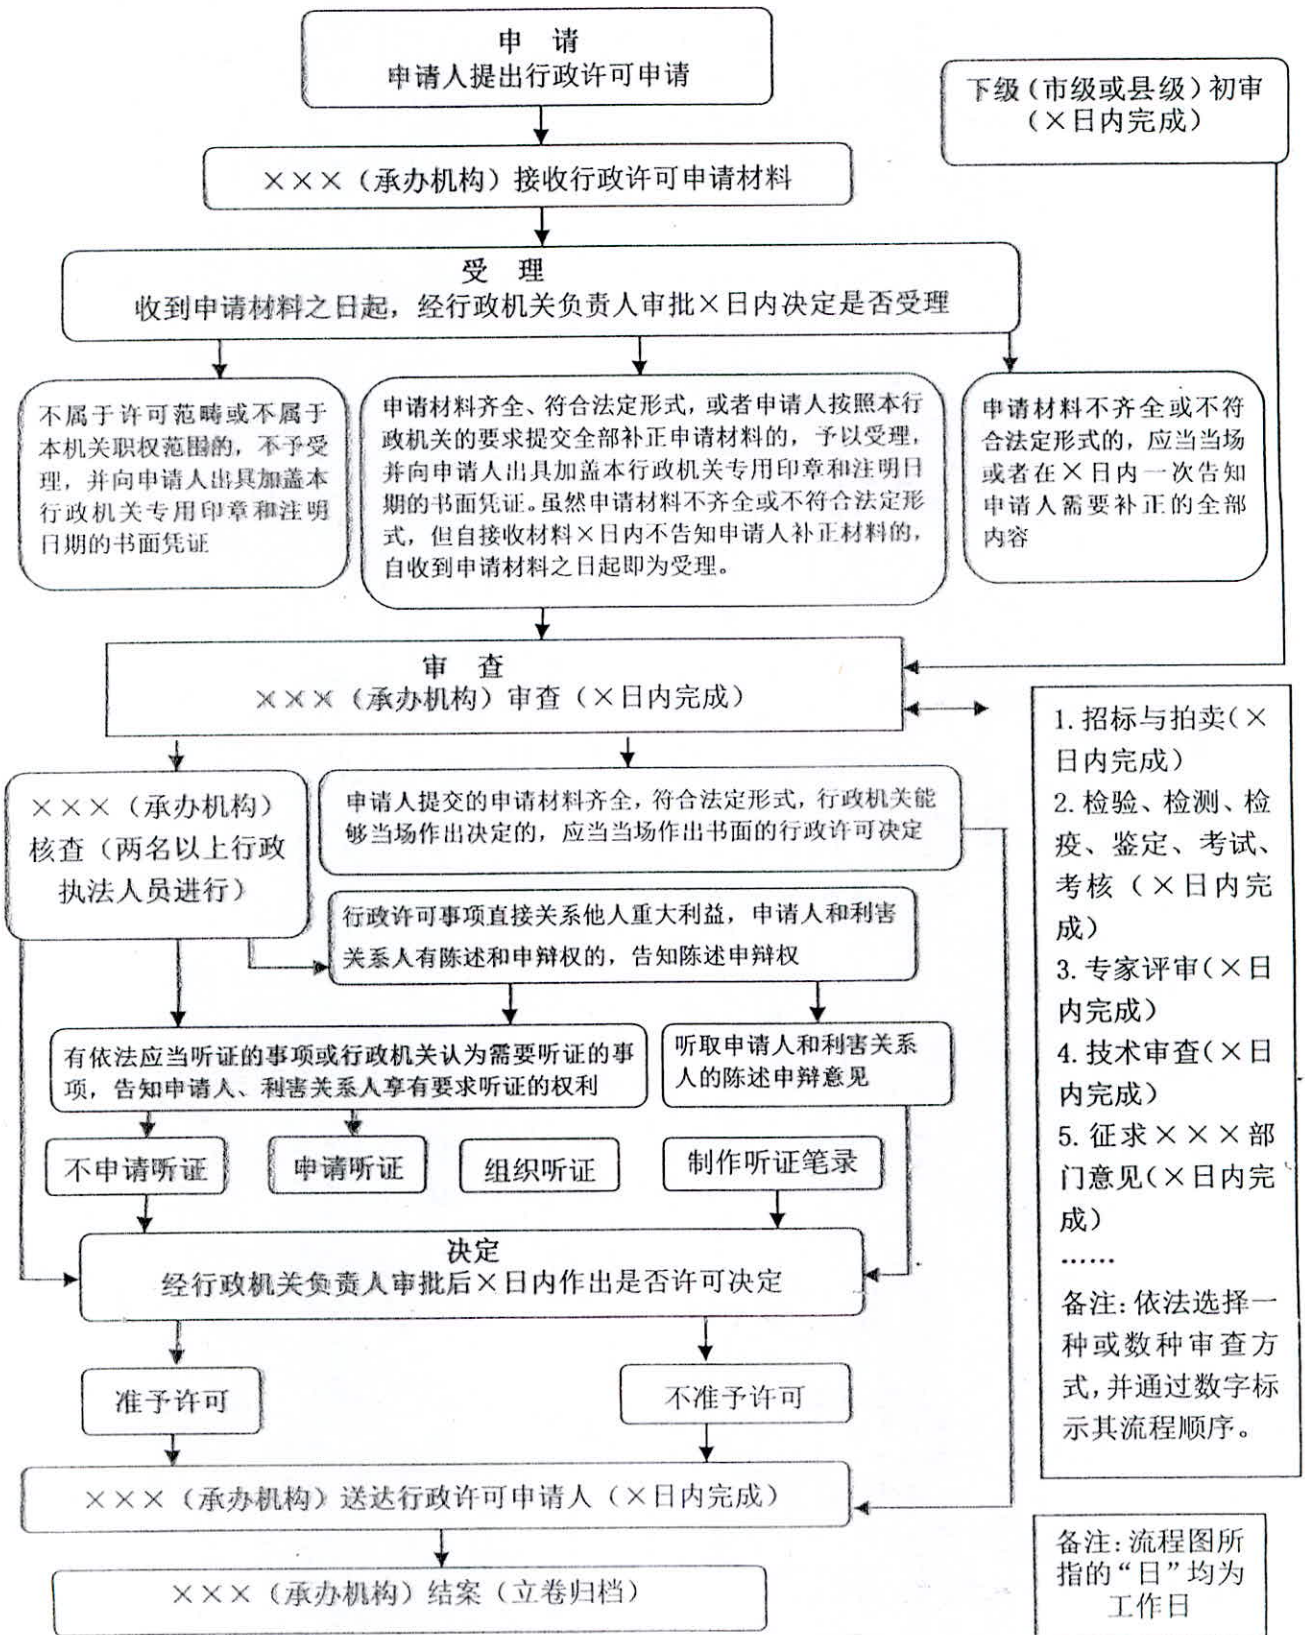 申 请
申请人提出行政许可申请
下级（市级或县级）初审
（×日内完成）
×××（承办机构）接收行政许可申请材料
受 理
收到申请材料之日起，经行政机关负责人审批×日内决定是否受理
不属于许可范畴或不属于
本机关职权范围的，不予受
理，并向申请人出具加盖本
行政机关专用印章和注明
日期的书面凭证
申请材料齐全、符合法定形式，或者申请人按照本行
政机关的要求提交全部补正申请材料的，予以受理，
并向申请人出具加盖本行政机关专用印章和注明日
期的书面凭证。虽然申请材料不齐全或不符合法定形
式，但自接收材料×日内不告知申请人补正材料的，
自收到申请材料之日起即为受理。
申请材料不齐全或不符
合法定形式的，应当当场
或者在×日内一次告知
申请人需要补正的全部
内容
审 查
×××（承办机构）审查（×日内完成）
×××（承办机构）
核查（两名以上行政
执法人员进行）
申请人提交的申请材料齐全，符合法定形式，行政机关能
够当场作出决定的，应当当场作出书面的行政许可决定
行政许可事项直接关系他人重大利益，申请人和利害
关系人有陈述和申辩权的，告知陈述申辩权
有依法应当听证的事项或行政机关认为需要听证的事
项，告知申请人、利害关系人享有要求听证的权利
听取申请人和利害关系
人的陈述申辩意见
不申请听证
申请听证
组织听证
制作听证笔录
决定
经行政机关负责人审批后×日内作出是否许可决定
准予许可
不准予许可
×××（承办机构）送达行政许可申请人（×日内完成）
×××（承办机构）结案（立卷归档）
1.招标与拍卖（×
日内完成）
2.检验、检测、检
疫、鉴定、考试、
考核（×日内完
成）
3.专家评审（×日
内完成）
4.技术审查（×日
内完成）
5.征求×××部
门意见（×日内完
成）
……
备注：依法选择一
种或数种审查方
式，并通过数字标
示其流程顺序。
备注：流程图所
指的“日”均为
工作日